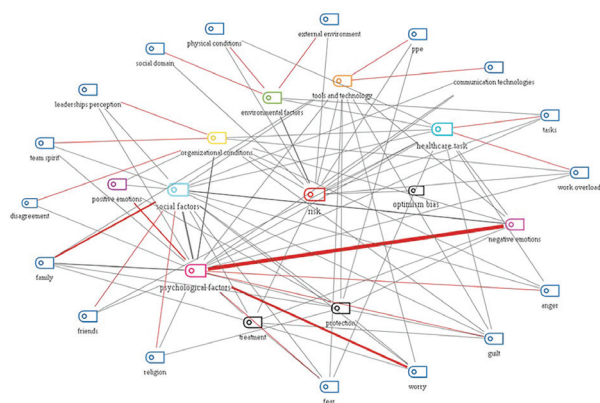 external environment
physical conditions
ppe
social domain
communication technologies
leaderships perception
environmental factors
tools and technology
tasks
healthcare task
team spirit
organizational conditions
work overload
positive emotions
social factors
risk
optimism bias
disagreement
negative emotions
family
psychological factors
anger
friends
treatment
protection
guilt
religion
worry
fear